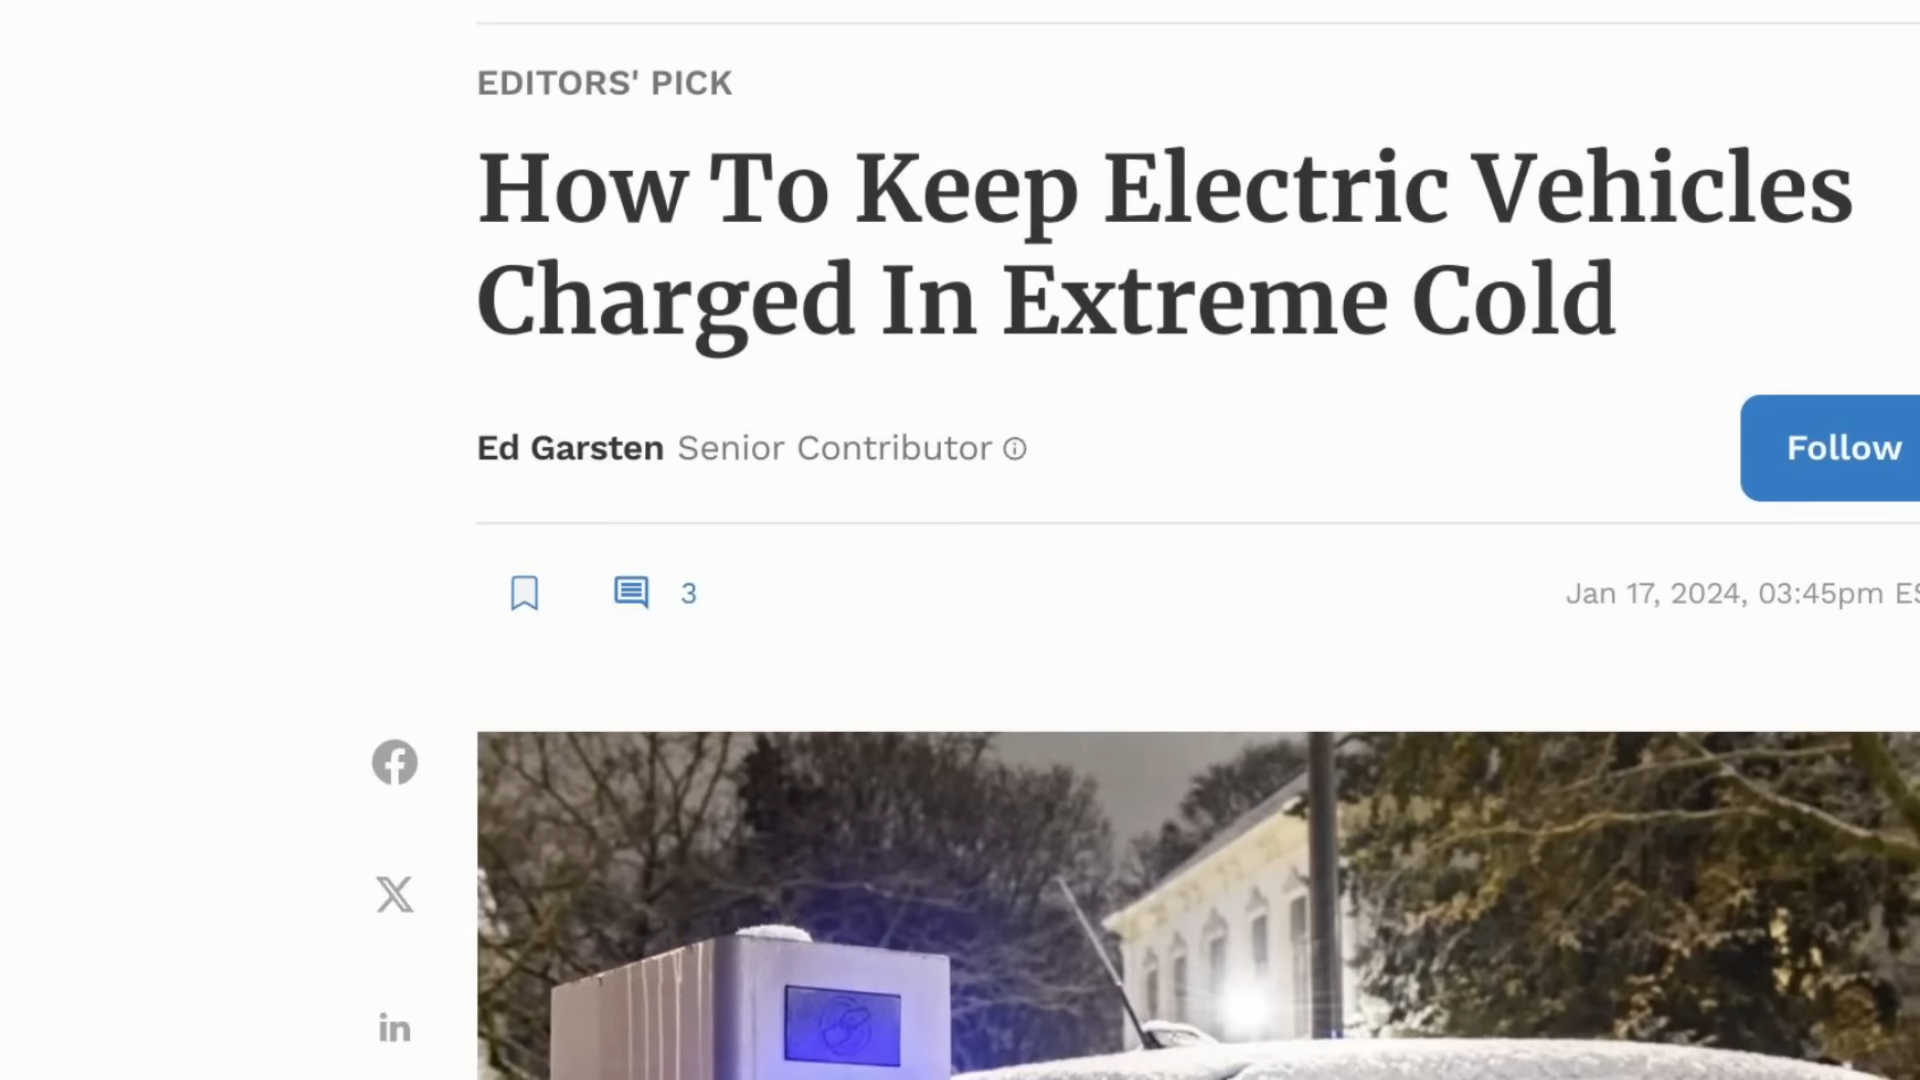 EDITORS' PICK
How To Keep Electric Vehicles
Charged In Extreme Cold
Ed Garsten Senior Contributor
Follow
3
Jan 17, 2024, 03:45pm ES